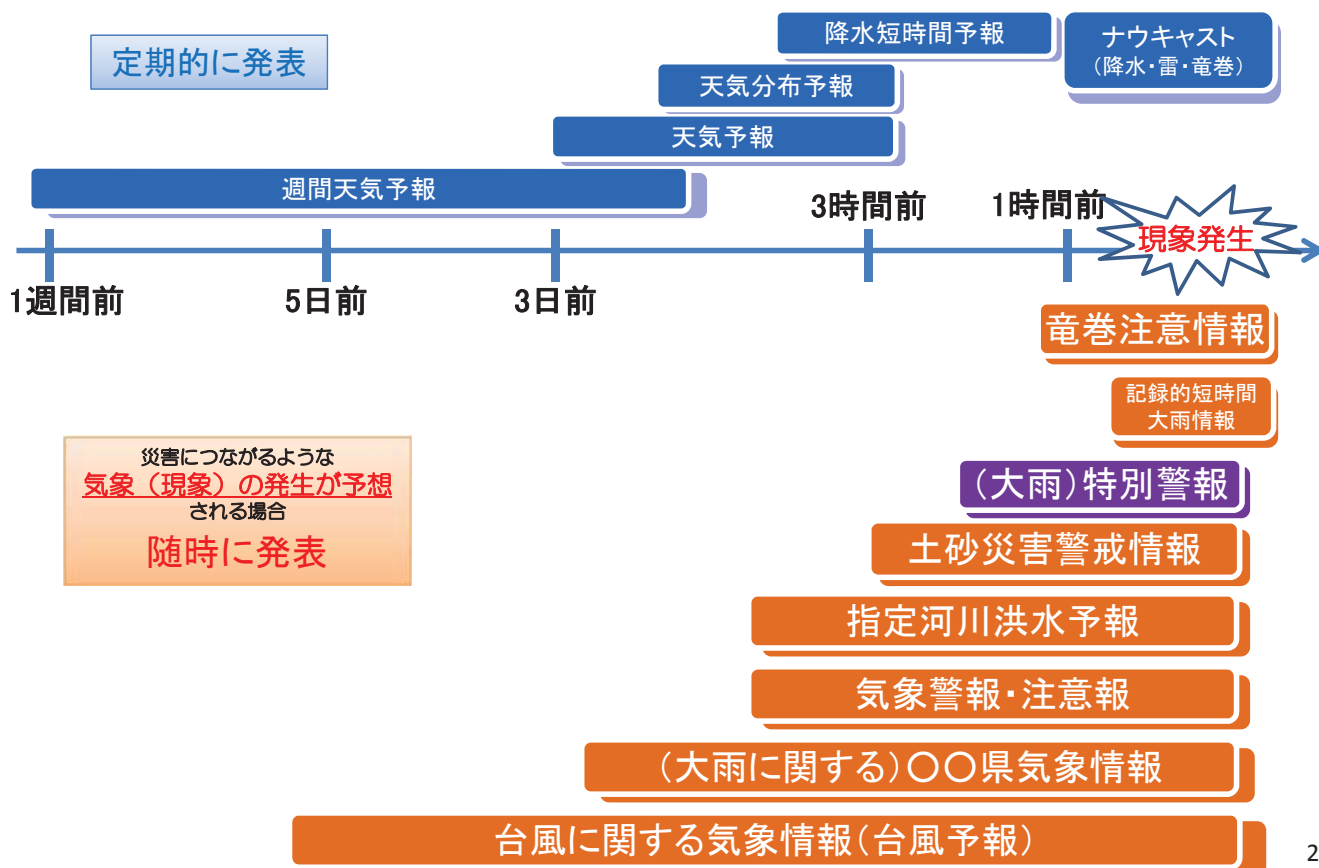 降水短時間予報
ナウキャスト
(降水・雷・竜巻)
定期的に発表
天気分布予報
天気予報
週間天気予報
3時間前
1時間前
現象発生
1週間前
5日前
3日前
竜巻注意情報
記録的短時間
大雨情報
災害につながるような
気象（現象）の発生が予想
される場合
随時に発表
(大雨)特別警報
土砂災害警戒情報
指定河川洪水予報
気象警報・注意報
(大雨に関する)〇〇県気象情報
台風に関する気象情報(台風予報)
2